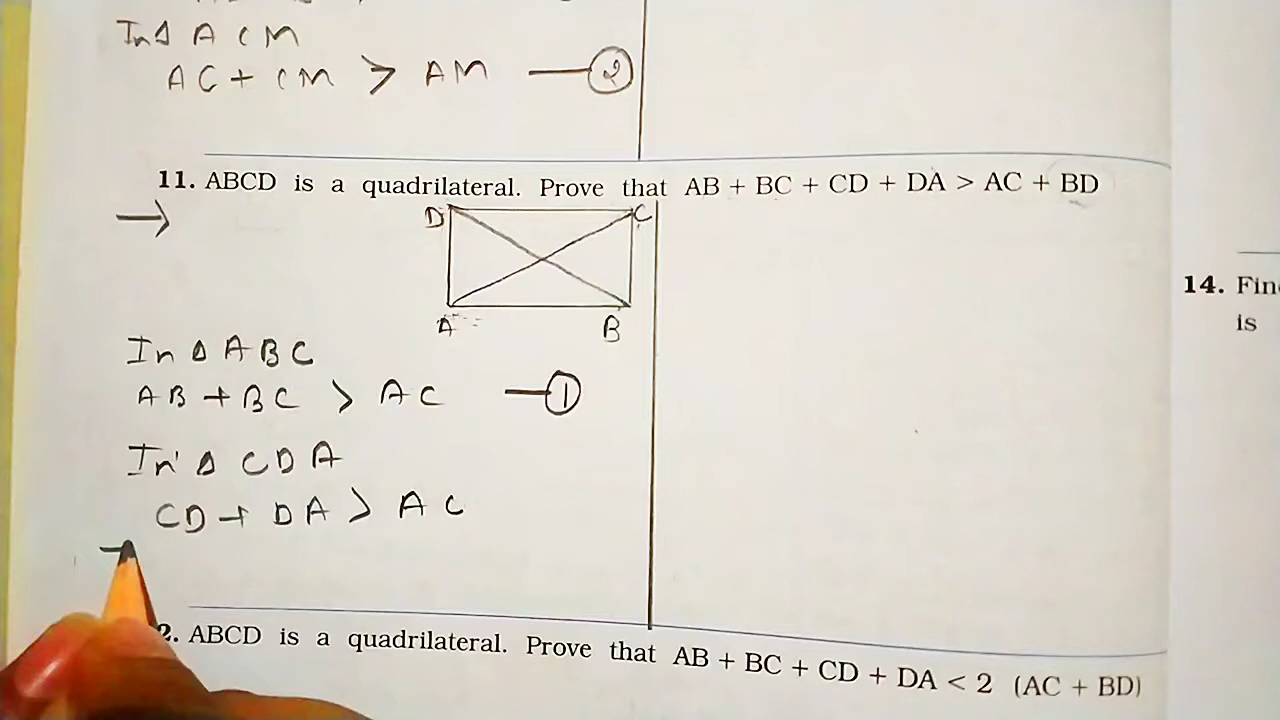 In Δ A C M
AC + CM > AM — ②
11. ABCD is a quadrilateral. Prove that AB + BC + CD + DA > AC + BD
→
D C
A B
In Δ ABC
AB + BC > AC — ①
In Δ CDA
CD + DA > AC
2. ABCD is a quadrilateral. Prove that AB + BC + CD + DA < 2 (AC + BD)
14. Fin
is